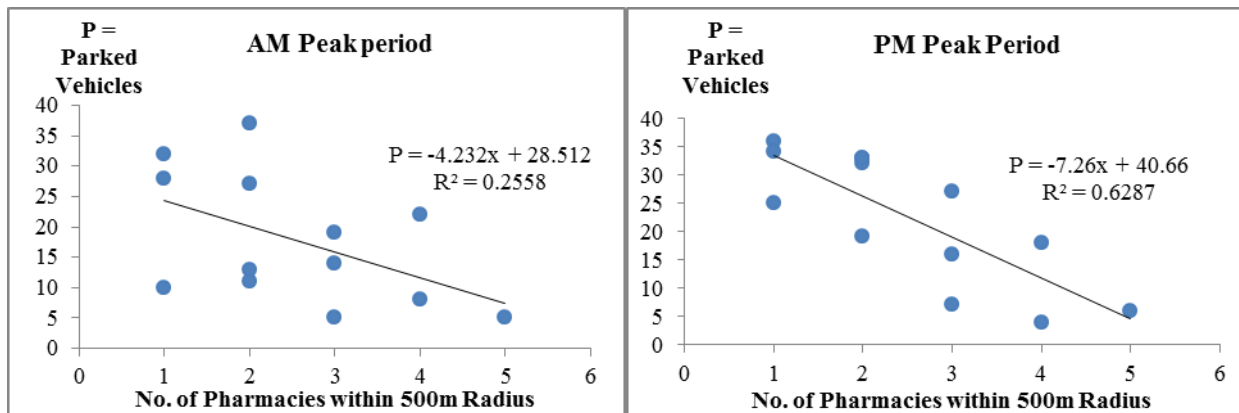 P =
Parked
Vehicles
AM Peak period
40
35
30
25
20
15
10
5
0
P = -4.232x + 28.512
R² = 0.2558
0 1 2 3 4 5 6
No. of Pharmacies within 500m Radius
P =
Parked
Vehicles
PM Peak Period
40
35
30
25
20
15
10
5
0
P = -7.26x + 40.66
R² = 0.6287
0 1 2 3 4 5 6
No. of Pharmacies within 500m Radius